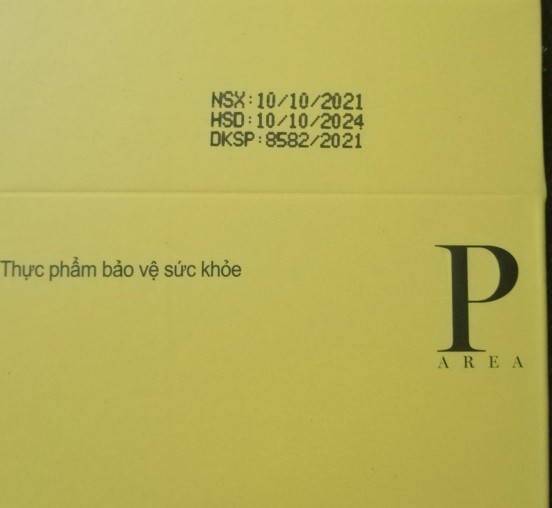 NSX:10/10/2021
HSD:10/10/2024
DKSP:8582/2021
Thực phẩm bảo vệ sức khỏe
P
AREA